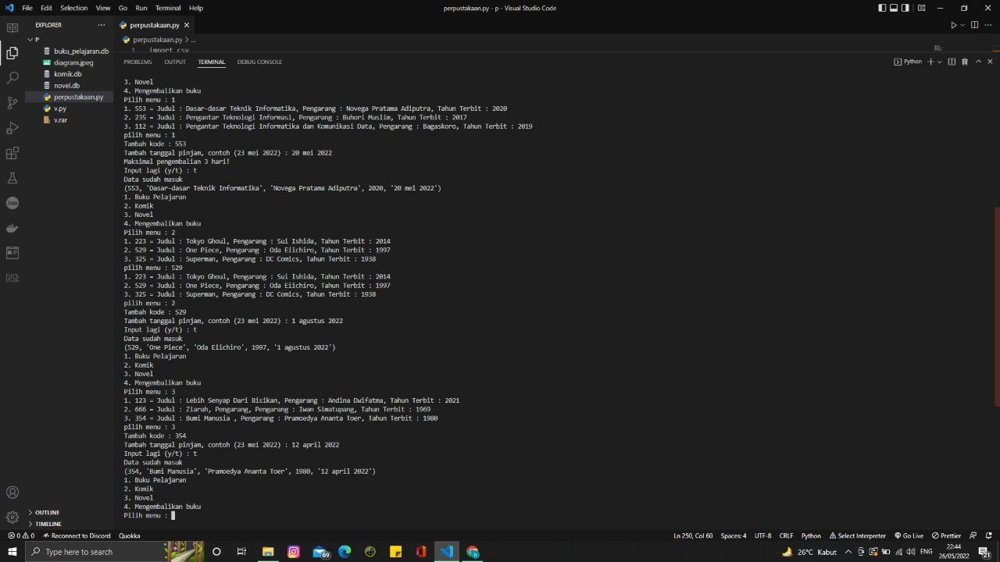 File Edit Selection View Go Run Terminal Help
perpustakaan.py - p - Visual Studio Code
EXPLORER
P
buku_pelajaran.db
diagram.jpeg
komik.db
novel.db
perpustakaan.py
v.py
v.rar
OUTLINE
TIMELINE
perpustakaan.py
perpustakaan.py > ...
1 import csv
PROBLEMS OUTPUT TERMINAL DEBUG CONSOLE
Python
3. Novel
4. Mengembalikan buku
Pilih menu : 1
1. 553 = Judul : Dasar-dasar Teknik Informatika, Pengarang : Novega Pratama Adiputra, Tahun Terbit : 2020
2. 235 = Judul : Pengantar Teknologi Informasi, Pengarang : Buhori Muslim, Tahun Terbit : 2017
3. 112 = Judul : Pengantar Teknologi Informatika dan Komunikasi Data, Pengarang : Bagaskoro, Tahun Terbit : 2019
pilih menu : 1
Tambah kode : 553
Tambah tanggal pinjam, contoh (23 mei 2022) : 20 mei 2022
Maksimal pengembalian 3 hari!
Input lagi (y/t) : t
Data sudah masuk
(553, 'Dasar-dasar Teknik Informatika', 'Novega Pratama Adiputra', 2020, '20 mei 2022')
1. Buku Pelajaran
2. Komik
3. Novel
4. Mengembalikan buku
Pilih menu : 2
1. 223 = Judul : Tokyo Ghoul, Pengarang : Sui Ishida, Tahun Terbit : 2014
2. 529 = Judul : One Piece, Pengarang : Oda Eiichiro, Tahun Terbit : 1997
3. 325 = Judul : Superman, Pengarang : DC Comics, Tahun Terbit : 1938
pilih menu : 529
1. 223 = Judul : Tokyo Ghoul, Pengarang : Sui Ishida, Tahun Terbit : 2014
2. 529 = Judul : One Piece, Pengarang : Oda Eiichiro, Tahun Terbit : 1997
3. 325 = Judul : Superman, Pengarang : DC Comics, Tahun Terbit : 1938
pilih menu : 2
Tambah kode : 529
Tambah tanggal pinjam, contoh (23 mei 2022) : 1 agustus 2022
Input lagi (y/t) : t
Data sudah masuk
(529, 'One Piece', 'Oda Eiichiro', 1997, '1 agustus 2022')
1. Buku Pelajaran
2. Komik
3. Novel
4. Mengembalikan buku
Pilih menu : 3
1. 123 = Judul : Lebih Senyap Dari Bisikan, Pengarang : Andina Dwifatma, Tahun Terbit : 2021
2. 666 = Judul : Ziarah, Pengarang, Pengarang : Iwan Simatupang, Tahun Terbit : 1969
3. 354 = Judul : Bumi Manusia , Pengarang : Pramoedya Ananta Toer, Tahun Terbit : 1980
pilih menu : 3
Tambah kode : 354
Tambah tanggal pinjam, contoh (23 mei 2022) : 12 april 2022
Input lagi (y/t) : t
Data sudah masuk
(354, 'Bumi Manusia', 'Pramoedya Ananta Toer', 1980, '12 april 2022')
1. Buku Pelajaran
2. Komik
3. Novel
4. Mengembalikan buku
Pilih menu :
0 0 Reconnect to Discord Quokka
Ln 250, Col 60 Spaces: 4 UTF-8 CRLF Python Select Interpreter Go Live Prettier
Type here to search
69
26°C Kabut ENG
22:44
26/05/2022